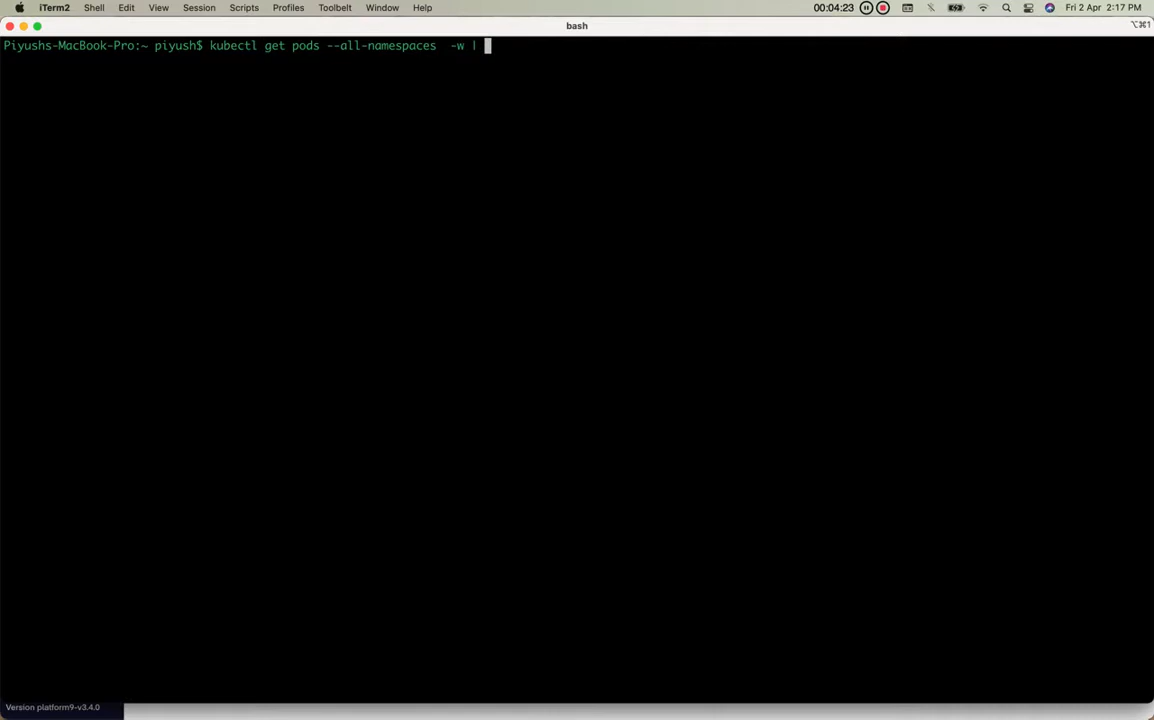 iTerm2 Shell Edit View Session Scripts Profiles Toolbelt Window Help 00:04:23 Fri 2 Apr 2:17 PM
bash ⌥⌘1
Piyushs-MacBook-Pro:~ piyush$ kubectl get pods --all-namespaces  -w |
Version platform9-v3.4.0